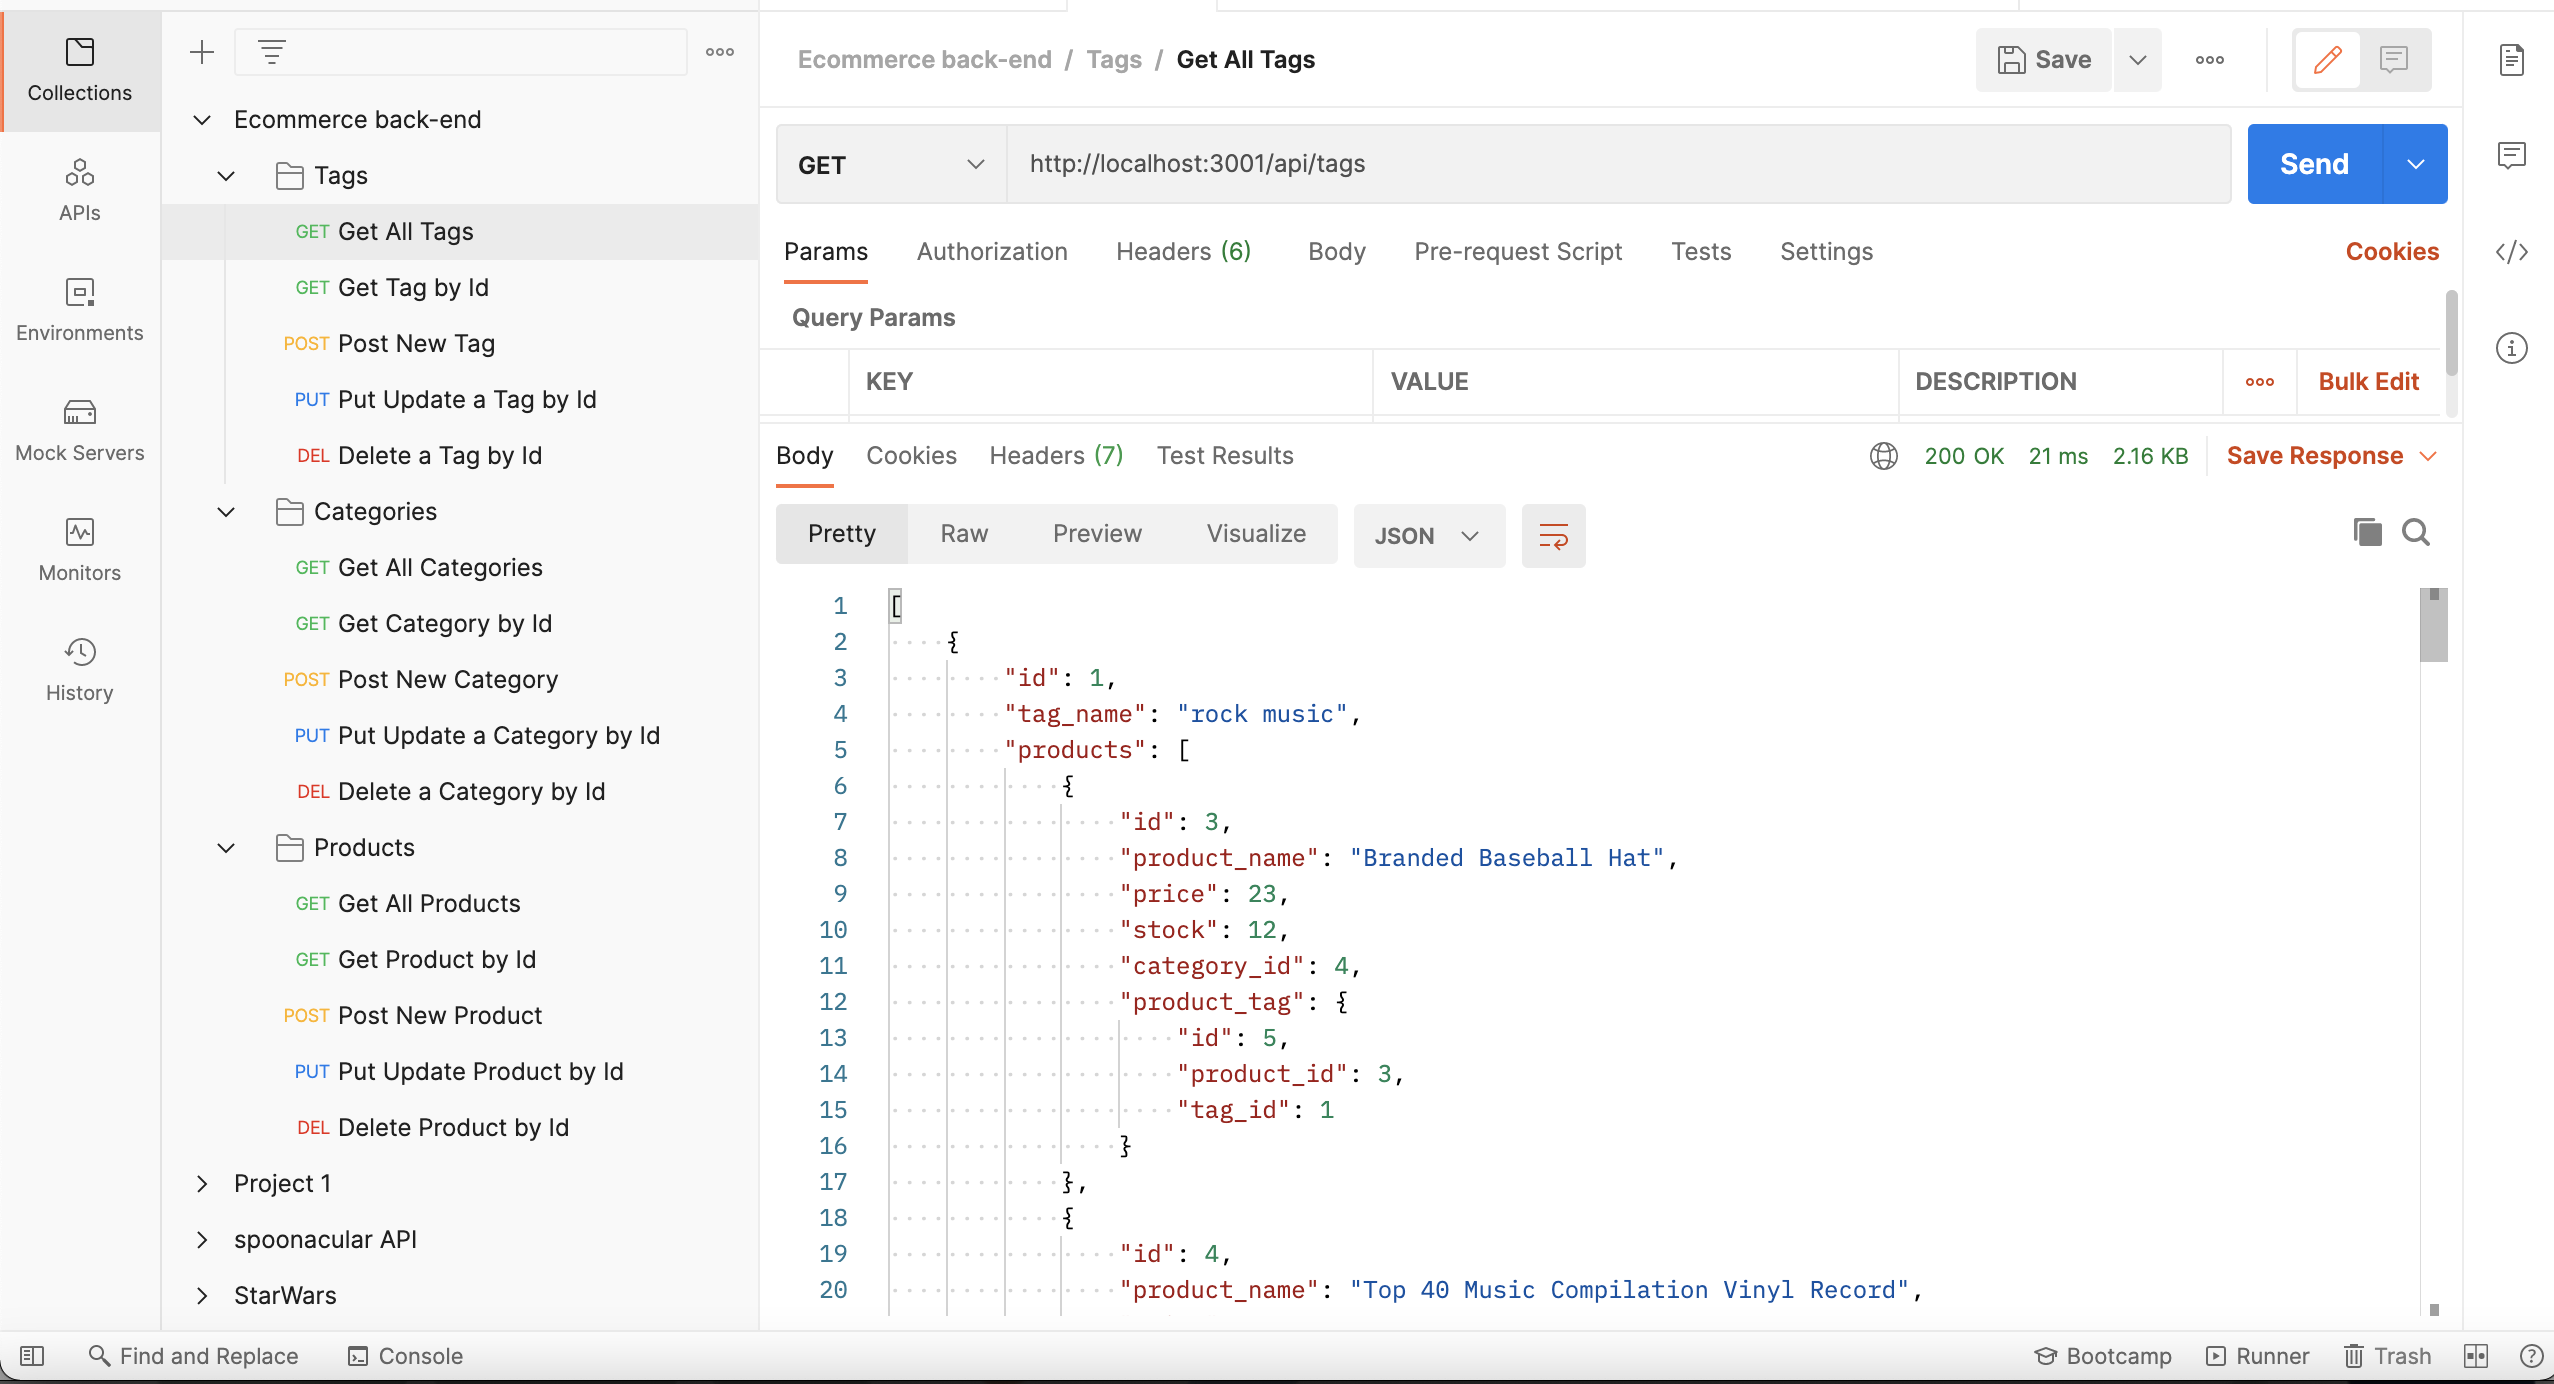 Collections
APIs
Environments
Mock Servers
Monitors
History
Ecommerce back-end
Tags
GET Get All Tags
GET Get Tag by Id
POST Post New Tag
PUT Put Update a Tag by Id
DEL Delete a Tag by Id
Categories
GET Get All Categories
GET Get Category by Id
POST Post New Category
PUT Put Update a Category by Id
DEL Delete a Category by Id
Products
GET Get All Products
GET Get Product by Id
POST Post New Product
PUT Put Update Product by Id
DEL Delete Product by Id
Project 1
spoonacular API
StarWars
Ecommerce back-end / Tags / Get All Tags
Save
GET http://localhost:3001/api/tags Send
Params Authorization Headers (6) Body Pre-request Script Tests Settings Cookies
Query Params
KEY VALUE DESCRIPTION Bulk Edit
Body Cookies Headers (7) Test Results 200 OK 21 ms 2.16 KB Save Response
Pretty Raw Preview Visualize JSON
1 [
2 {
3 "id": 1,
4 "tag_name": "rock music",
5 "products": [
6 {
7 "id": 3,
8 "product_name": "Branded Baseball Hat",
9 "price": 23,
10 "stock": 12,
11 "category_id": 4,
12 "product_tag": {
13 "id": 5,
14 "product_id": 3,
15 "tag_id": 1
16 }
17 },
18 {
19 "id": 4,
20 "product_name": "Top 40 Music Compilation Vinyl Record",
Find and Replace Console Bootcamp Runner Trash